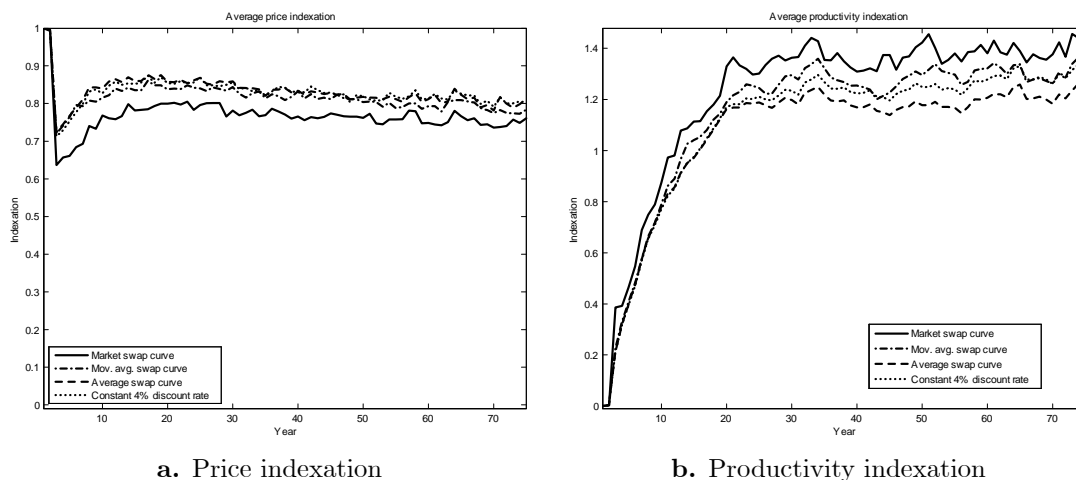 Average price indexation
1
0.9
0.8
0.7
0.6
0.5
0.4
0.3
0.2
0.1
0
Indexation
Market swap curve
Mov. avg. swap curve
Average swap curve
Constant 4% discount rate
10 20 30 40 50 60 70
Year
a. Price indexation
Average productivity indexation
1.4
1.2
1
0.8
0.6
0.4
0.2
0
Indexation
Market swap curve
Mov. avg. swap curve
Average swap curve
Constant 4% discount rate
10 20 30 40 50 60 70
Year
b. Productivity indexation